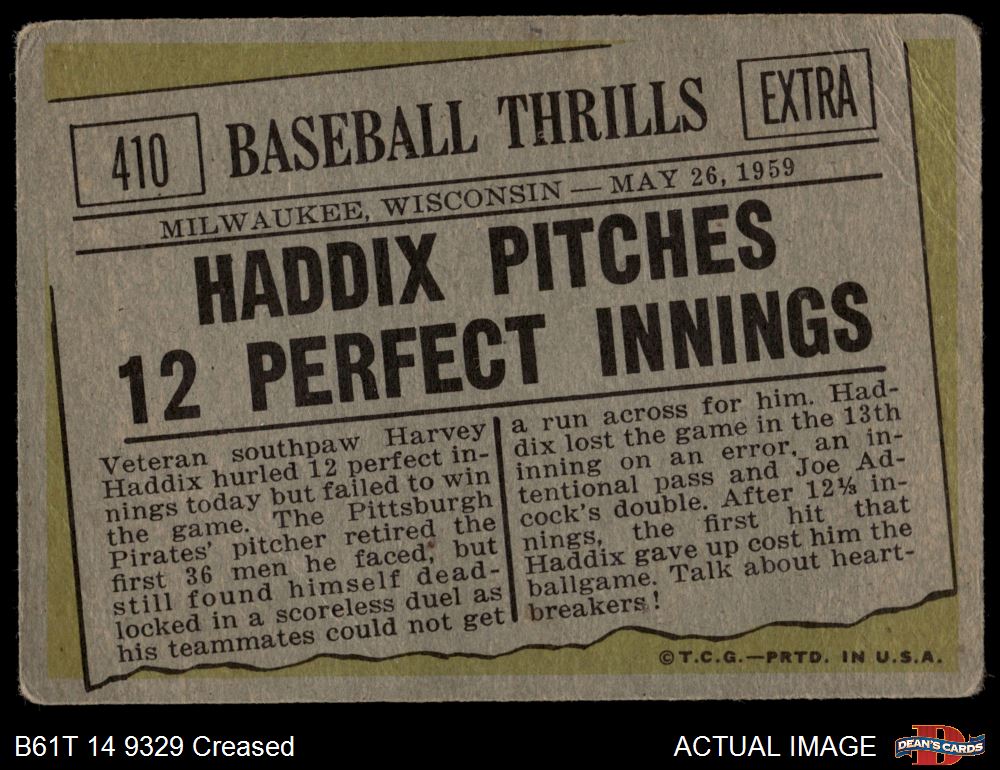 410
BASEBALL THRILLS
EXTRA
MILWAUKEE, WISCONSIN — MAY 26, 1959
HADDIX PITCHES
12 PERFECT INNINGS
Veteran southpaw Harvey
Haddix hurled 12 perfect in-
nings today but failed to win
the game. The Pittsburgh
Pirates' pitcher retired the
first 36 men he faced, but
still found himself dead-
locked in a scoreless duel as
his teammates could not get
a run across for him. Had-
dix lost the game in the 13th
inning on an error, an in-
tentional pass and Joe Ad-
cock's double. After 12⅓ in-
nings, the first hit that
Haddix gave up cost him the
ballgame. Talk about heart-
breakers!
© T.C.G.—PRTD. IN U.S.A.
B61T 14 9329 Creased
ACTUAL IMAGE
D
DEAN'S CARDS